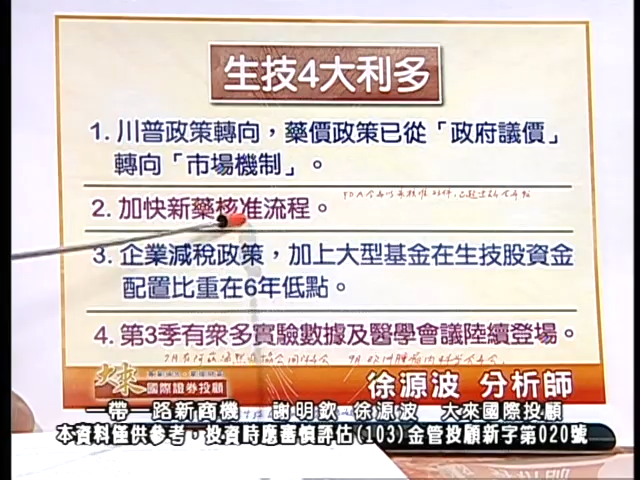 生技4大利多
1. 川普政策轉向，藥價政策已從「政府議價」
轉向「市場機制」。
2. 加快新藥核准流程。
3. 企業減稅政策，加上大型基金在生技股資金
配置比重在6年低點。
4. 第3季有眾多實驗數據及醫學會議陸續登場。
大來
國際證券投顧
徐源波 分析師
一帶一路新商機 謝明欽 徐源波 大來國際投顧
本資料僅供參考，投資時應審慎評估(103)金管投顧新字第020號